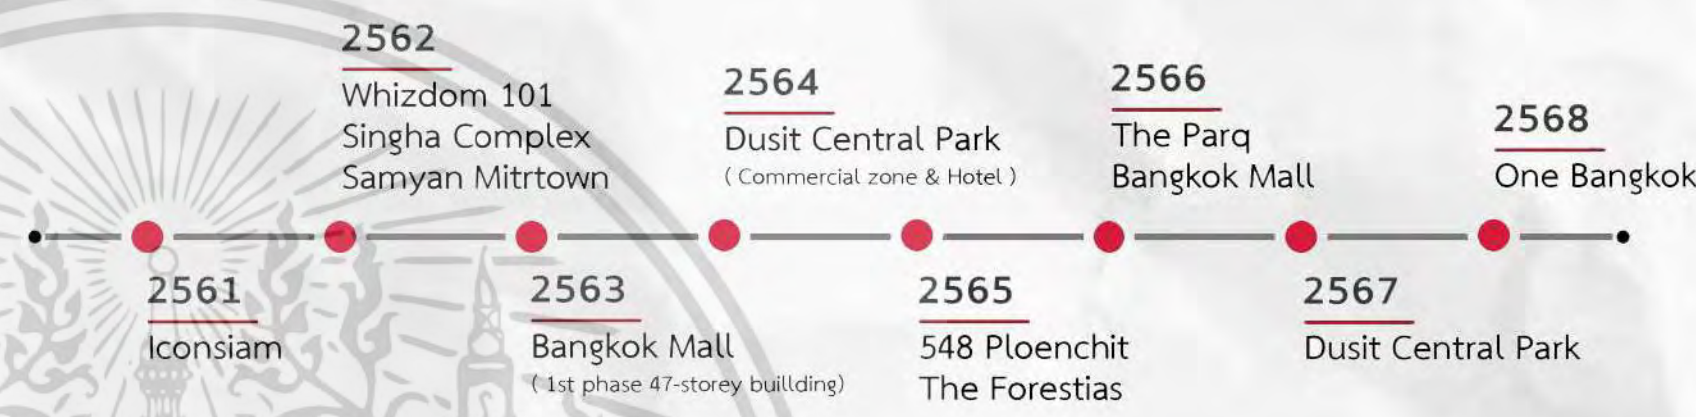 2561
Iconsiam
2562
Whizdom 101
Singha Complex
Samyan Mitrtown
2563
Bangkok Mall
( 1st phase 47-storey buillding)
2564
Dusit Central Park
( Commercial zone & Hotel )
2565
548 Ploenchit
The Forestias
2566
The Parq
Bangkok Mall
2567
Dusit Central Park
2568
One Bangkok